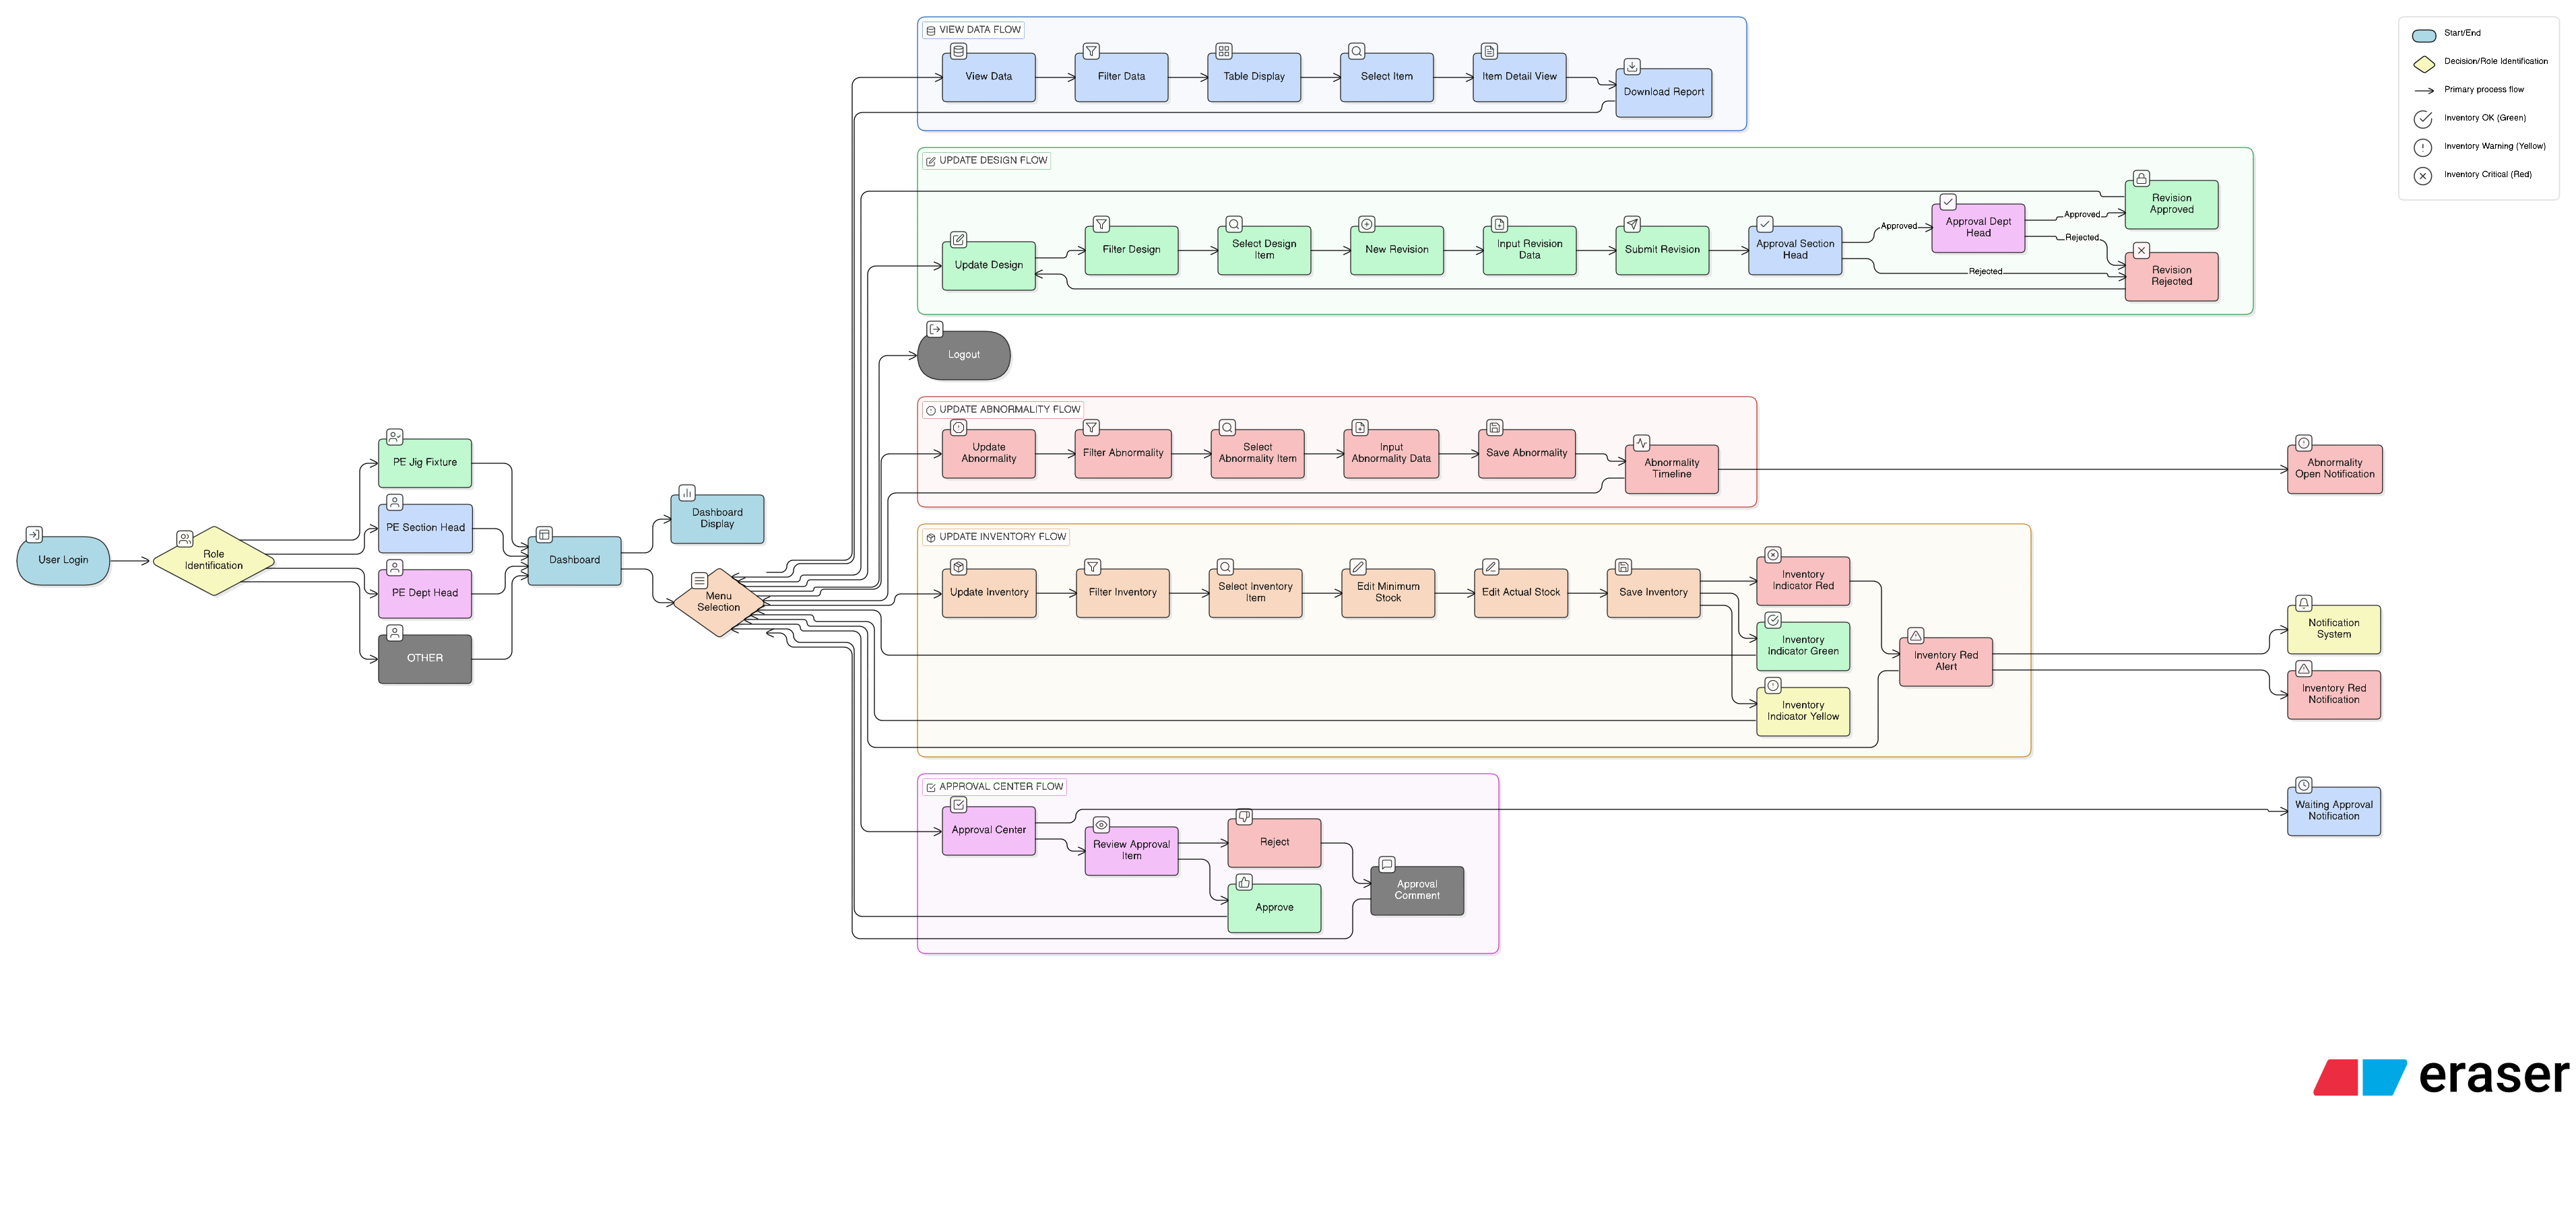 VIEW DATA FLOW
View Data
Filter Data
Table Display
Select Item
Item Detail View
Download Report
Start/End
Decision/Role Identification
Primary process flow
Inventory OK (Green)
Inventory Warning (Yellow)
Inventory Critical (Red)
UPDATE DESIGN FLOW
Update Design
Filter Design
Select Design
Item
New Revision
Input Revision
Data
Submit Revision
Approval Section
Head
Approved
Rejected
Approval Dept
Head
Approved
Rejected
Revision
Approved
Revision
Rejected
Logout
UPDATE ABNORMALITY FLOW
Update
Abnormality
Filter Abnormality
Select
Abnormality Item
Input
Abnormality Data
Save Abnormality
Abnormality
Timeline
Abnormality
Open Notification
User Login
Role
Identification
PE Jig Fixture
PE Section Head
PE Dept Head
OTHER
Dashboard
Dashboard
Display
Menu
Selection
UPDATE INVENTORY FLOW
Update Inventory
Filter Inventory
Select Inventory
Item
Edit Minimum
Stock
Edit Actual Stock
Save Inventory
Inventory
Indicator Red
Inventory
Indicator Green
Inventory
Indicator Yellow
Inventory Red
Alert
Notification
System
Inventory Red
Notification
APPROVAL CENTER FLOW
Approval Center
Review Approval
Item
Reject
Approve
Approval
Comment
Waiting Approval
Notification
eraser